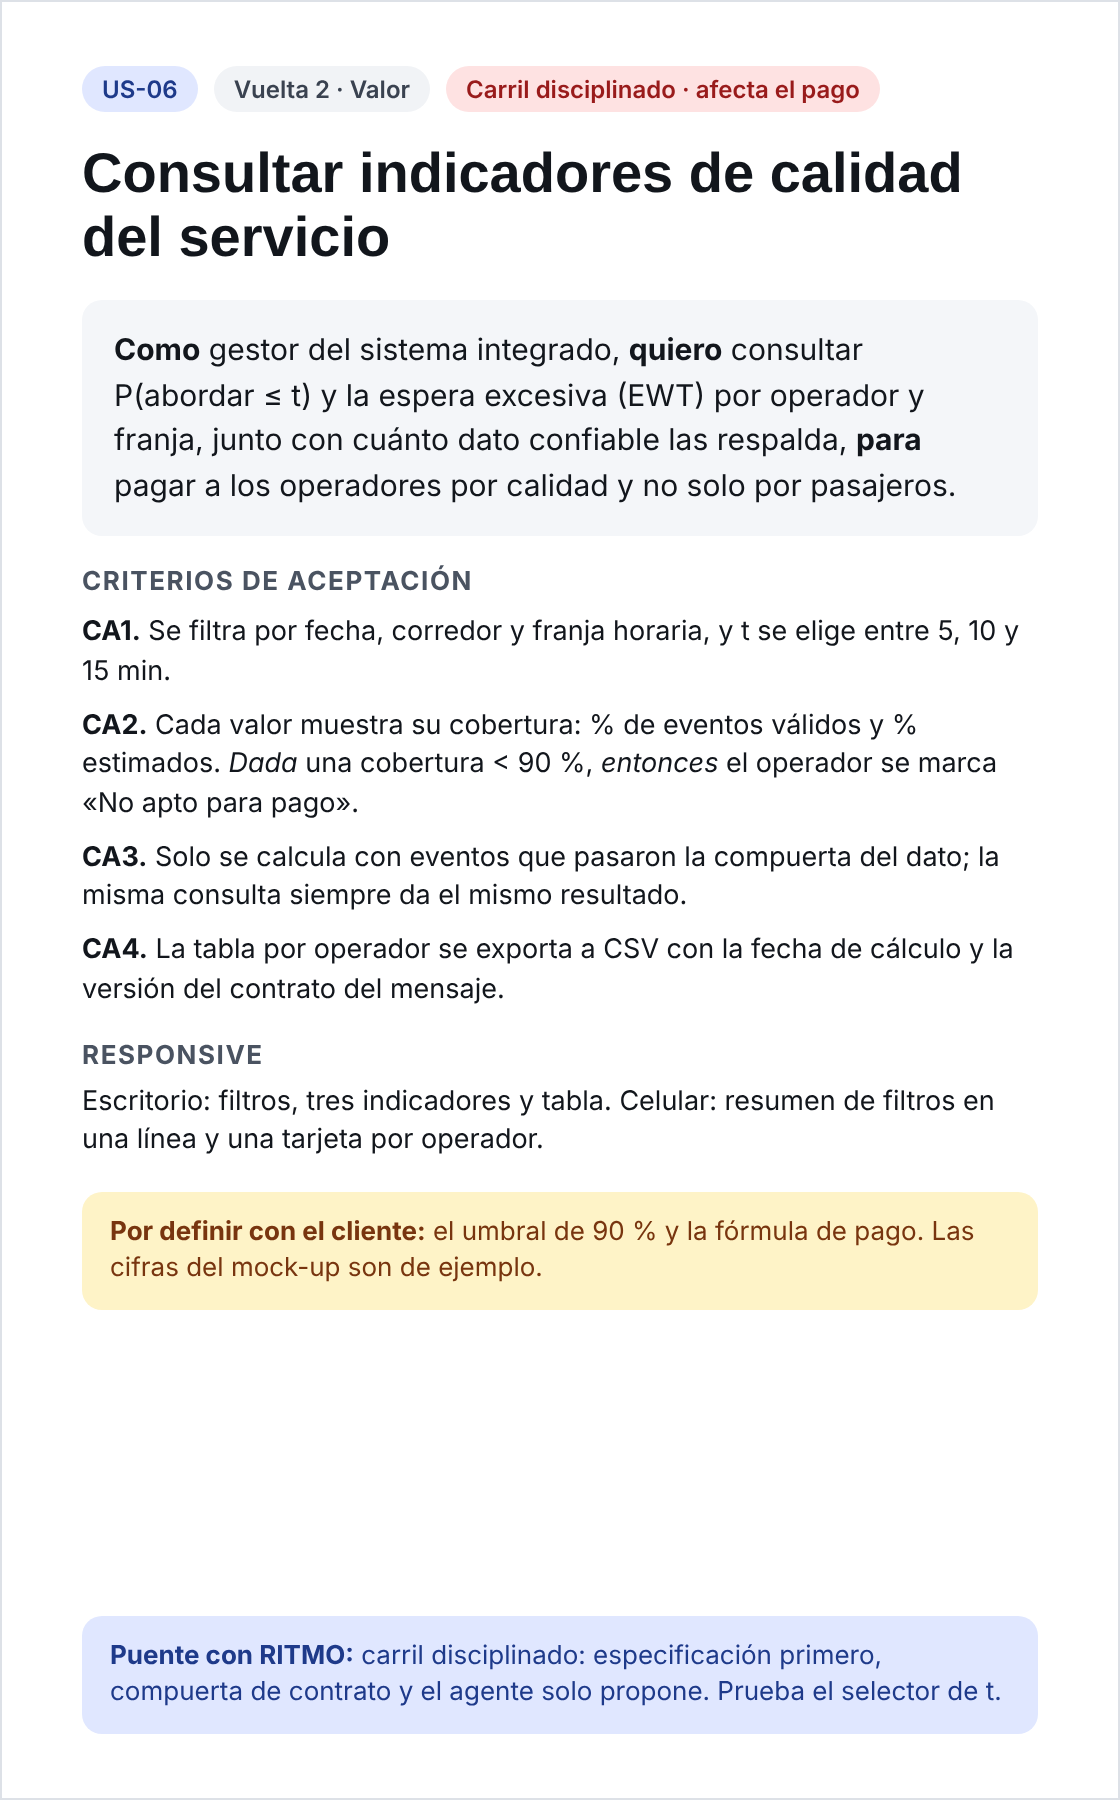 US-06 Vuelta 2 · Valor Carril disciplinado · afecta el pago
Consultar indicadores de calidad
del servicio
Como gestor del sistema integrado, quiero consultar
P(abordar ≤ t) y la espera excesiva (EWT) por operador y
franja, junto con cuánto dato confiable las respalda, para
pagar a los operadores por calidad y no solo por pasajeros.
CRITERIOS DE ACEPTACIÓN
CA1. Se filtra por fecha, corredor y franja horaria, y t se elige entre 5, 10 y
15 min.
CA2. Cada valor muestra su cobertura: % de eventos válidos y %
estimados. Dada una cobertura < 90 %, entonces el operador se marca
«No apto para pago».
CA3. Solo se calcula con eventos que pasaron la compuerta del dato; la
misma consulta siempre da el mismo resultado.
CA4. La tabla por operador se exporta a CSV con la fecha de cálculo y la
versión del contrato del mensaje.
RESPONSIVE
Escritorio: filtros, tres indicadores y tabla. Celular: resumen de filtros en
una línea y una tarjeta por operador.
Por definir con el cliente: el umbral de 90 % y la fórmula de pago. Las
cifras del mock-up son de ejemplo.
Puente con RITMO: carril disciplinado: especificación primero,
compuerta de contrato y el agente solo propone. Prueba el selector de t.